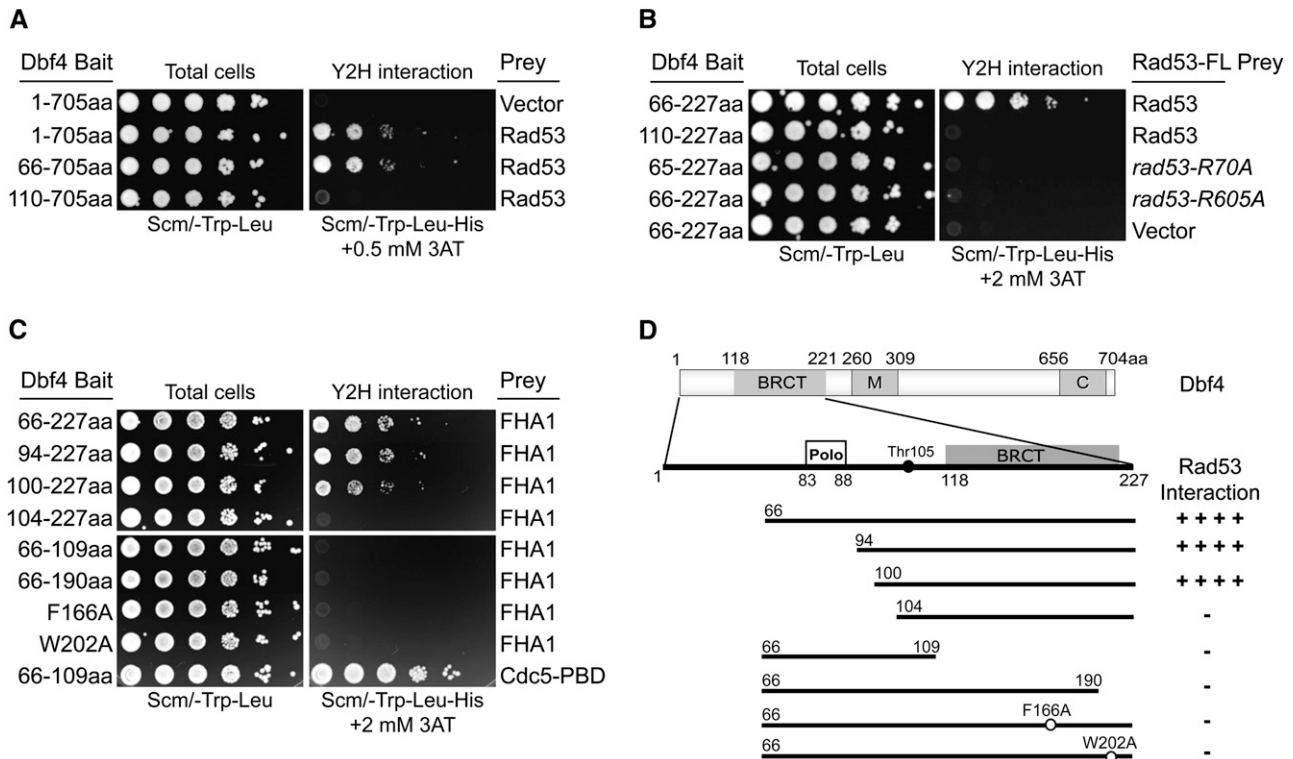 A
Dbf4 Bait Total cells Y2H interaction Prey
1-705aa Vector
1-705aa Rad53
66-705aa Rad53
110-705aa Rad53
Scm/-Trp-Leu Scm/-Trp-Leu-His
+0.5 mM 3AT
B
Dbf4 Bait Total cells Y2H interaction Rad53-FL Prey
66-227aa Rad53
110-227aa Rad53
65-227aa rad53-R70A
66-227aa rad53-R605A
66-227aa Vector
Scm/-Trp-Leu Scm/-Trp-Leu-His
+2 mM 3AT
C
Dbf4 Bait Total cells Y2H interaction Prey
66-227aa FHA1
94-227aa FHA1
100-227aa FHA1
104-227aa FHA1
66-109aa FHA1
66-190aa FHA1
F166A FHA1
W202A FHA1
66-109aa Cdc5-PBD
Scm/-Trp-Leu Scm/-Trp-Leu-His
+2 mM 3AT
D
1 118 221 260 309 656 704aa
BRCT M C Dbf4
Polo Thr105 BRCT
1 83 88 118 227
Rad53
Interaction
66 + + + +
94 + + + +
100 + + + +
104 -
66 109 -
66 190 -
66 F166A -
66 W202A -